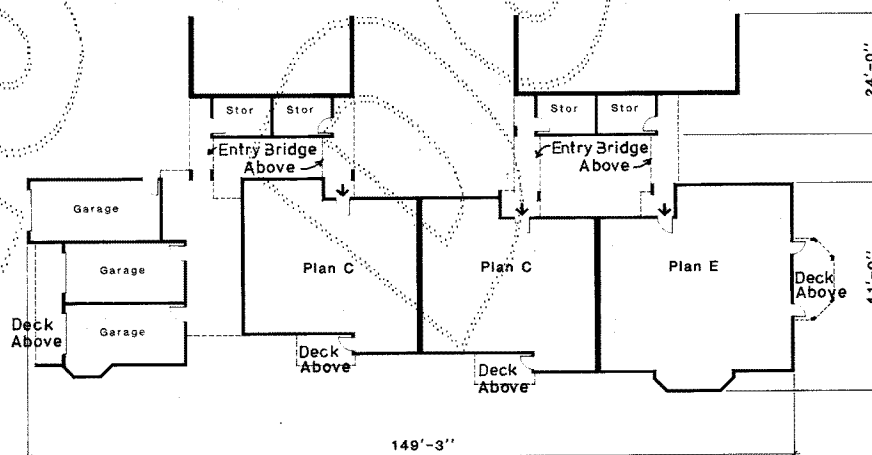 Stor Stor Stor Stor
24'-0"
Entry Bridge
Above
Entry Bridge
Above
Garage
Garage
Garage
Plan C
Plan C
Plan E
Deck
Above
Deck
Above
Deck
Above
Deck
Above
149'-3"